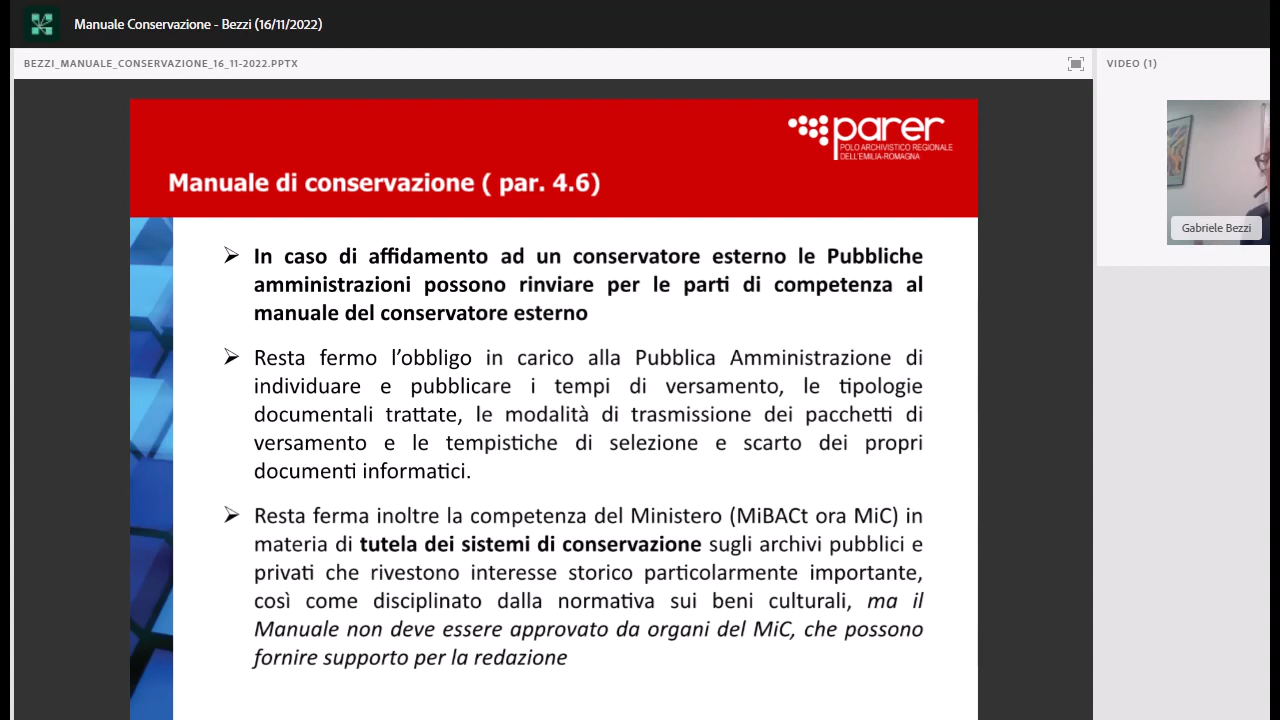 Manuale Conservazione - Bezzi (16/11/2022)
BEZZI_MANUALE_CONSERVAZIONE_16_11-2022.PPTX
VIDEO (1)
parer
POLO ARCHIVISTICO REGIONALE
DELL'EMILIA-ROMAGNA
Manuale di conservazione ( par. 4.6)
Gabriele Bezzi
➢ In caso di affidamento ad un conservatore esterno le Pubbliche
amministrazioni possono rinviare per le parti di competenza al
manuale del conservatore esterno
➢ Resta fermo l’obbligo in carico alla Pubblica Amministrazione di
individuare e pubblicare i tempi di versamento, le tipologie
documentali trattate, le modalità di trasmissione dei pacchetti di
versamento e le tempistiche di selezione e scarto dei propri
documenti informatici.
➢ Resta ferma inoltre la competenza del Ministero (MiBACt ora MiC) in
materia di tutela dei sistemi di conservazione sugli archivi pubblici e
privati che rivestono interesse storico particolarmente importante,
così come disciplinato dalla normativa sui beni culturali, ma il
Manuale non deve essere approvato da organi del MiC, che possono
fornire supporto per la redazione